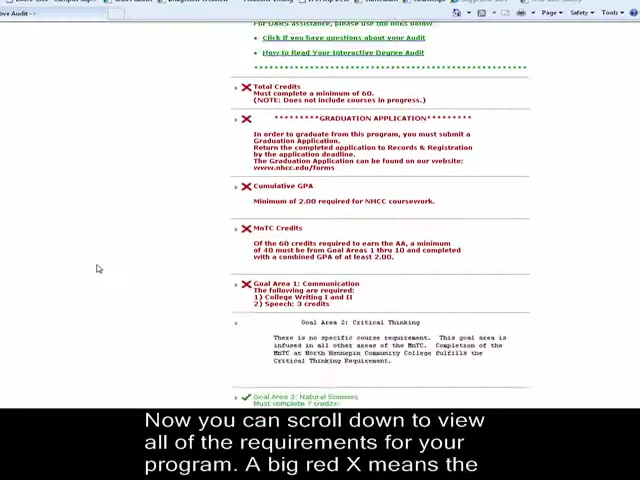 For DARS assistance, please use the links below
Click if you have questions about your Audit
How to Read Your Interactive Degree Audit
Page
Safety
Tools
Total Credits
Must complete a minimum of 60.
(NOTE: Does not include courses in progress.)
*********GRADUATION APPLICATION*********
In order to graduate from this program, you must submit a
Graduation Application.
Return the completed application to Records & Registration
by the application deadline.
The Graduation Application can be found on our website:
www.nhcc.edu/forms
Cumulative GPA
Minimum of 2.00 required for NHCC coursework.
MnTC Credits
Of the 60 credits required to earn the AA, a minimum
of 40 must be from Goal Areas 1 thru 10 and completed
with a combined GPA of at least 2.00.
Goal Area 1: Communication
The following are required:
1) College Writing I and II
2) Speech: 3 credits
Goal Area 2: Critical Thinking
There is no specific course requirement. This goal area is
infused in all other areas of the MnTC. Completion of the
MnTC at North Hennepin Community College fulfills the
Critical Thinking Requirement.
Goal Area 3: Natural Sciences
Must complete 7 credits
Now you can scroll down to view
all of the requirements for your
program. A big red X means the